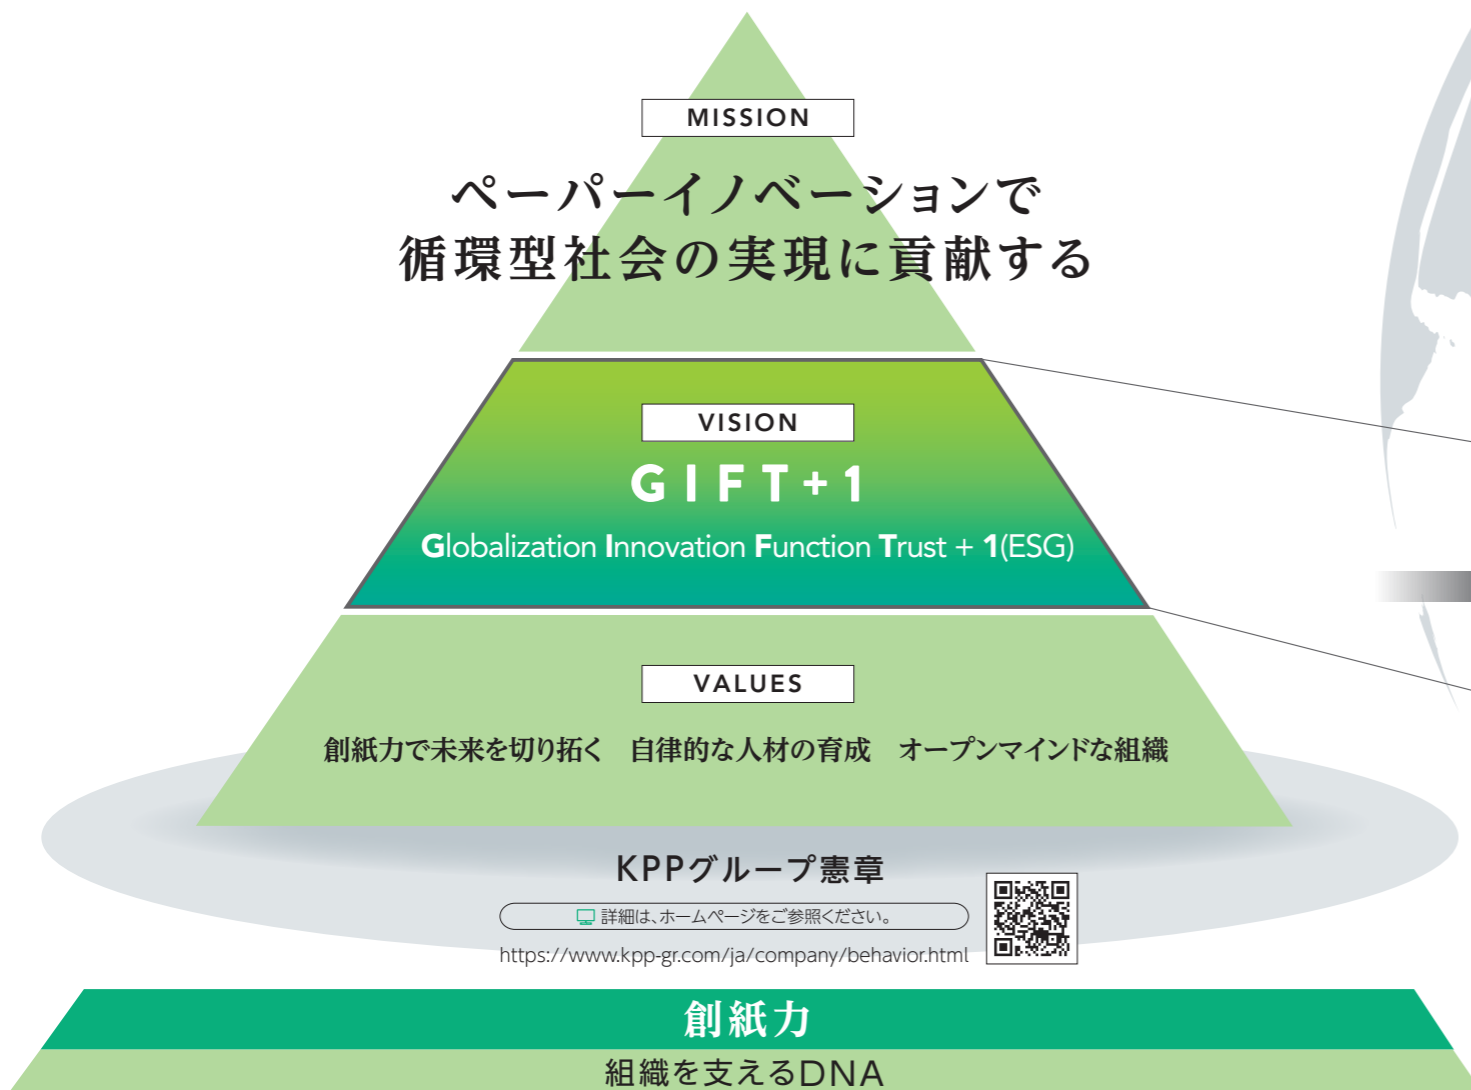 MISSION
ペーパーイノベーションで
循環型社会の実現に貢献する
VISION
GIFT+1
Globalization Innovation Function Trust + 1(ESG)
VALUES
創紙力で未来を切り拓く　自律的な人材の育成　オープンマインドな組織
KPPグループ憲章
詳細は、ホームページをご参照ください。
https://www.kpp-gr.com/ja/company/behavior.html
創紙力
組織を支えるDNA